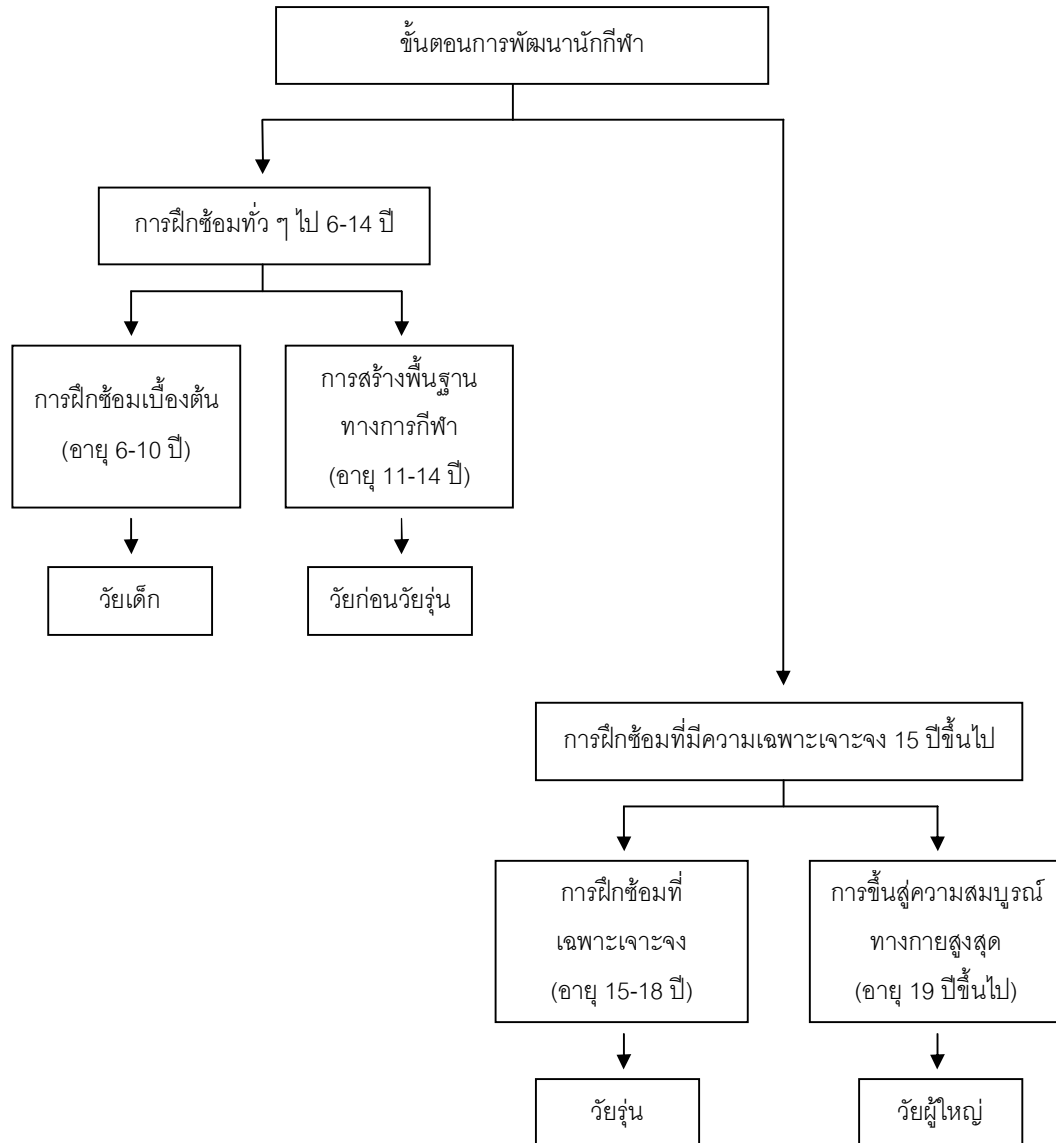 ขั้นตอนการพัฒนานักกีฬา
การฝึกซ้อมทั่ว ๆ ไป 6-14 ปี
การฝึกซ้อมเบื้องต้น
(อายุ 6-10 ปี)
การสร้างพื้นฐาน
ทางการกีฬา
(อายุ 11-14 ปี)
วัยเด็ก
วัยก่อนวัยรุ่น
การฝึกซ้อมที่มีความเฉพาะเจาะจง 15 ปีขึ้นไป
การฝึกซ้อมที่
เฉพาะเจาะจง
(อายุ 15-18 ปี)
การขึ้นสู่ความสมบูรณ์
ทางกายสูงสุด
(อายุ 19 ปีขึ้นไป)
วัยรุ่น
วัยผู้ใหญ่